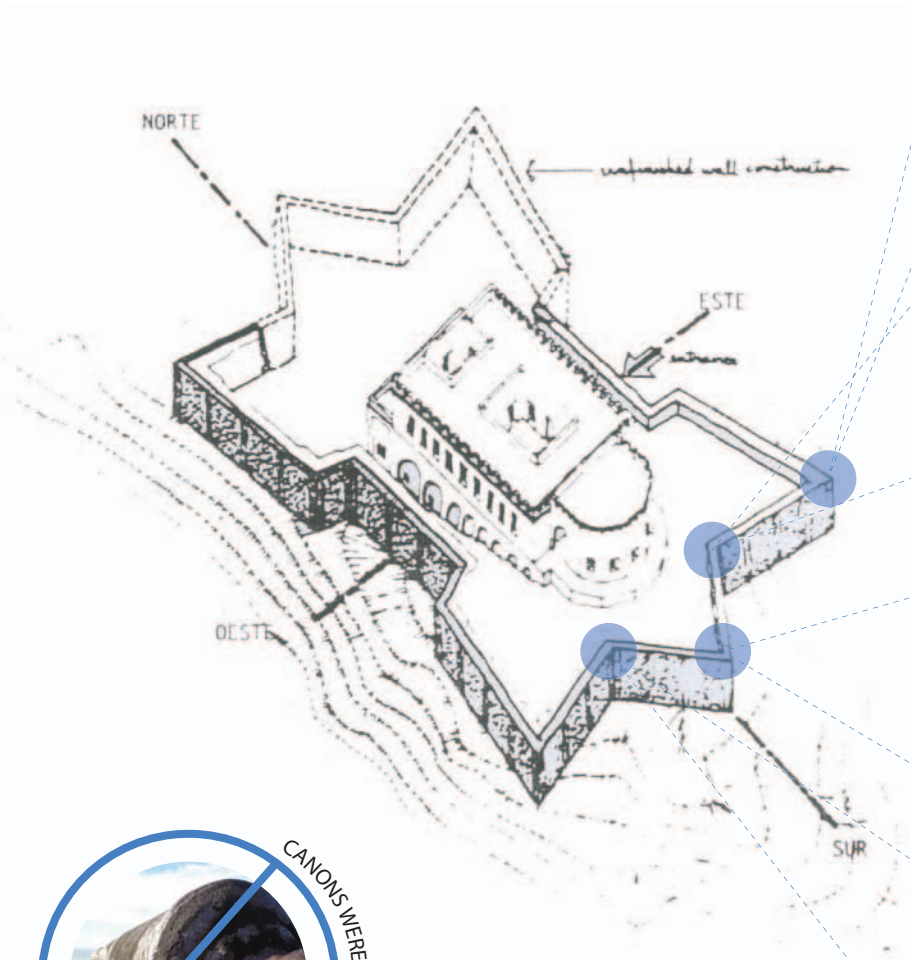 NORTE
unfinished wall construction
ESTE
entrance
OESTE
SUR
CANONS WERE